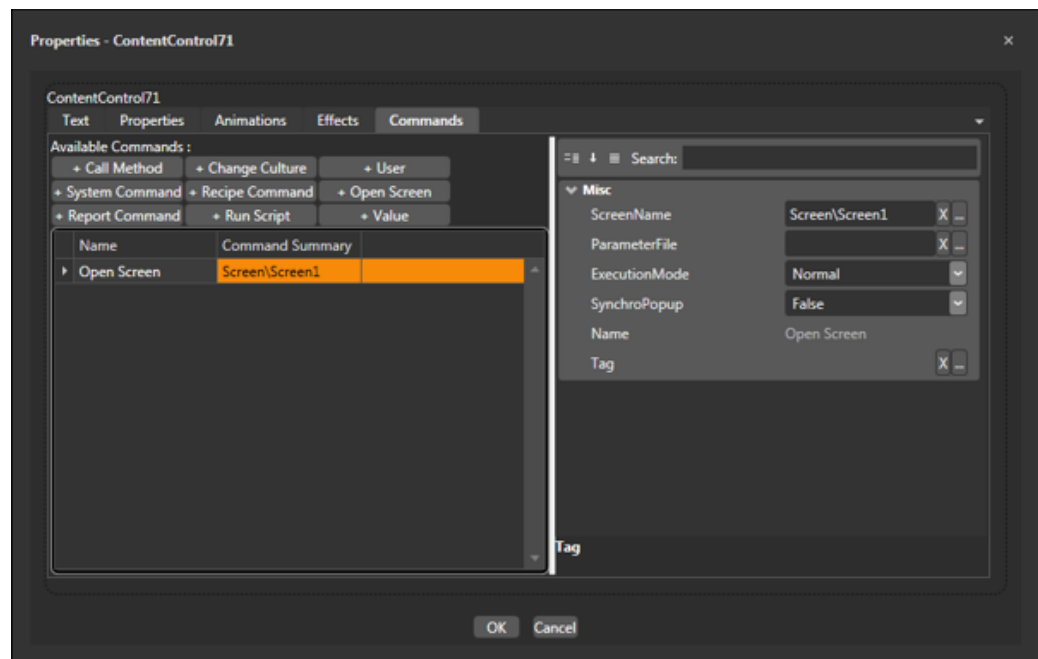 Properties - ContentControl71
×
ContentControl71
Text Properties Animations Effects Commands
Available Commands :
+ Call Method + Change Culture + User
+ System Command + Recipe Command + Open Screen
+ Report Command + Run Script + Value
Name Command Summary
Open Screen Screen\Screen1
Search:
Misc
ScreenName Screen\Screen1 X ...
ParameterFile X ...
ExecutionMode Normal
SynchroPopup False
Name Open Screen
Tag X ...
Tag
OK Cancel